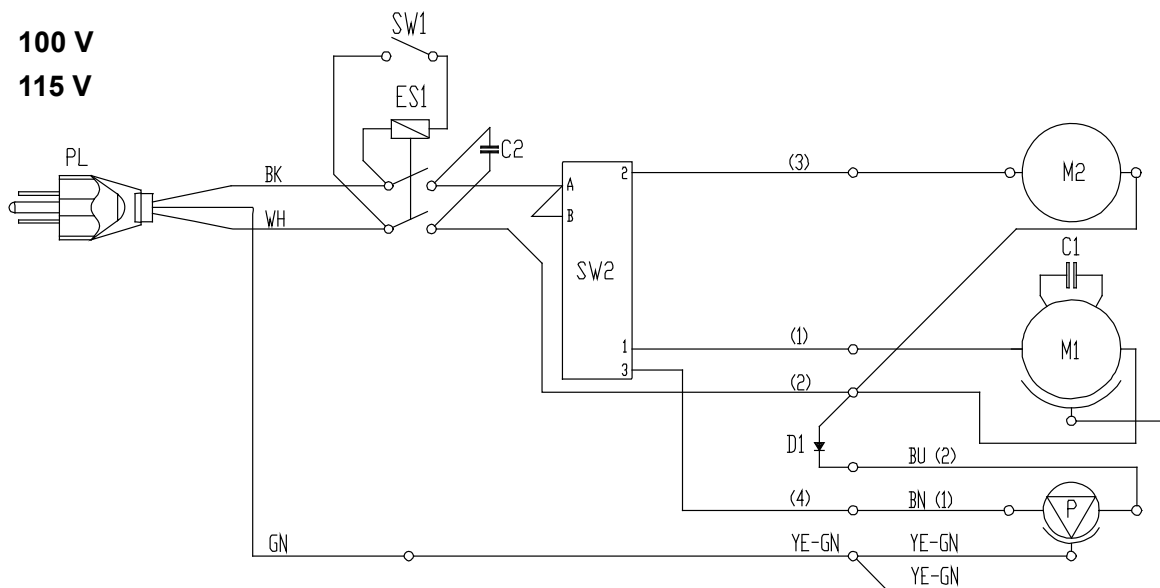 100 V
SW1
115 V
ES1
PL
C2
BK
WH
A
B
SW2
2
1
3
(3)
M2
C1
(1)
M1
(2)
D1
BU (2)
(4)
BN (1)
P
GN
YE-GN
YE-GN
YE-GN